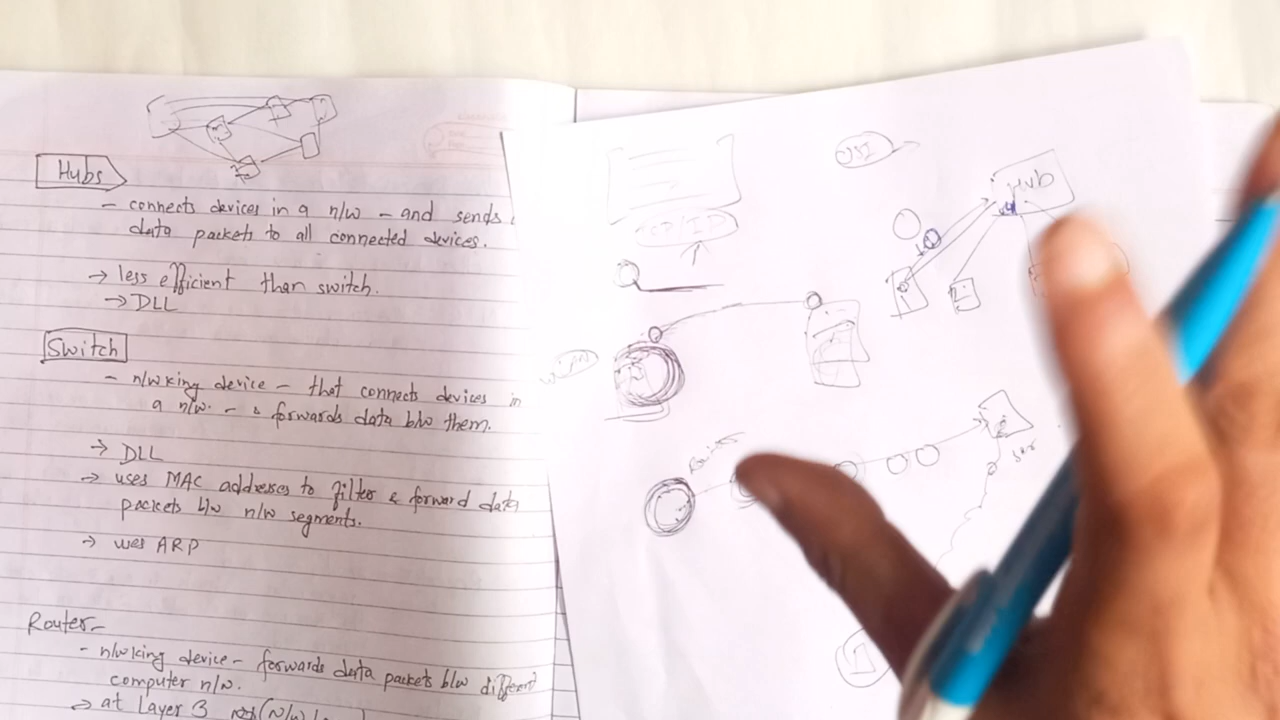 Hubs
- connects devices in a n/w - and sends
data packets to all connected devices.
→ less efficient than switch.
→ DLL
Switch
- n/wking device - that connects devices in
a n/w. - & forwards data b/w them.
→ DLL
→ uses MAC addresses to filter & forward data
packets b/w n/w segments.
→ uses ARP
Router-
- n/wking device - forwards data packets b/w different
computer n/w.
→ at Layer 3 (N/w
OSI
Hub
TCP/IP
ser